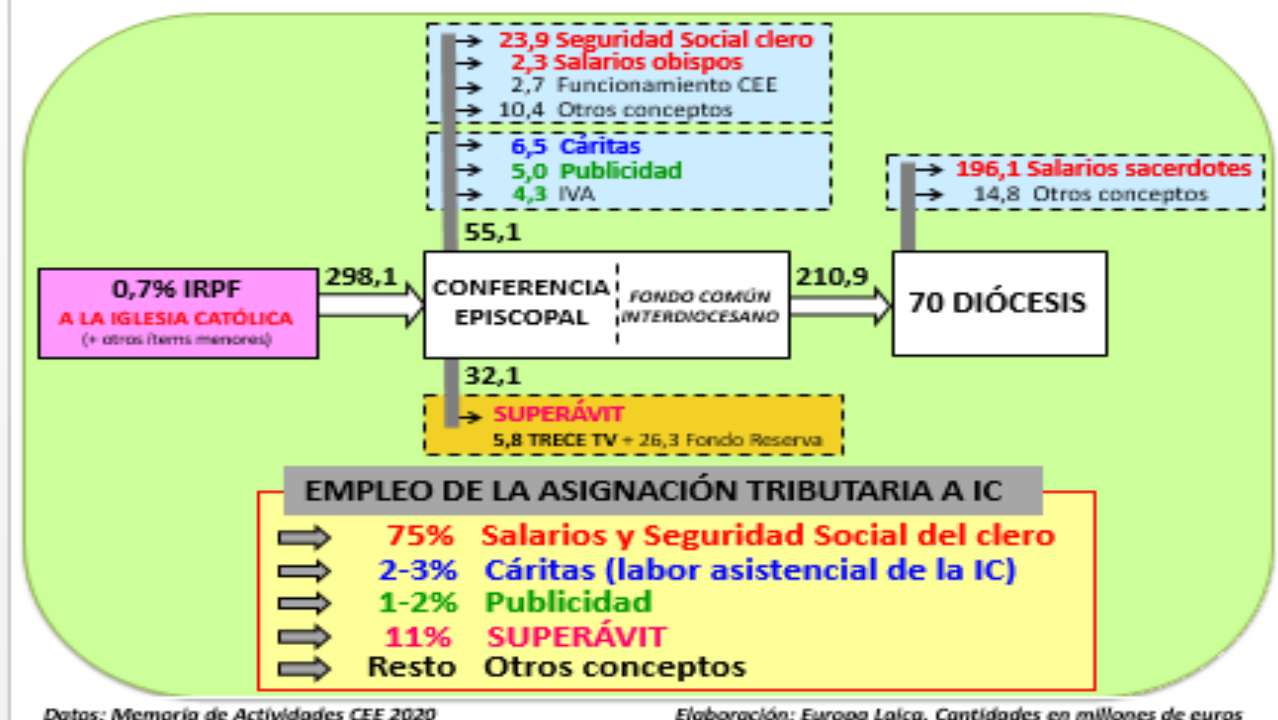 23,9 Seguridad Social clero
2,3 Salarios obispos
2,7 Funcionamiento CEE
10,4 Otros conceptos
6,5 Cáritas
5,0 Publicidad
4,3 IVA
196,1 Salarios sacerdotes
14,8 Otros conceptos
55,1
0,7% IRPF
A LA IGLESIA CATÓLICA
(+ otros ítems menores)
298,1
CONFERENCIA
EPISCOPAL
FONDO COMÚN
INTERDIOCESANO
210,9
70 DIÓCESIS
32,1
SUPERÁVIT
5,8 TRECE TV + 26,3 Fondo Reserva
EMPLEO DE LA ASIGNACIÓN TRIBUTARIA A IC
75% Salarios y Seguridad Social del clero
2-3% Cáritas (labor asistencial de la IC)
1-2% Publicidad
11% SUPERÁVIT
Resto Otros conceptos
Datos: Memoria de Actividades CEE 2020
Elaboración: Europa Laica. Cantidades en millones de euros